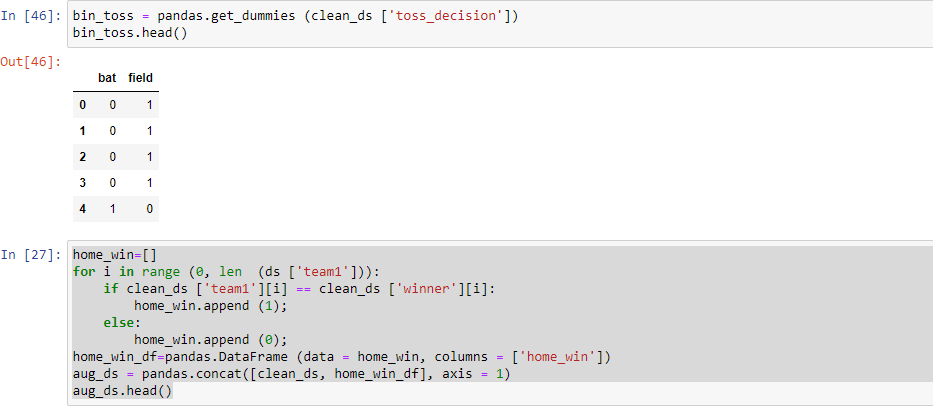 In [46]: bin_toss = pandas.get_dummies (clean_ds ['toss_decision'])
bin_toss.head()
Out[46]:
bat field
0 0 1
1 0 1
2 0 1
3 0 1
4 1 0
In [27]: home_win=[]
for i in range (0, len  (ds ['team1'])):
    if clean_ds ['team1'][i] == clean_ds ['winner'][i]:
        home_win.append (1);
    else:
        home_win.append (0);
home_win_df=pandas.DataFrame (data = home_win, columns = ['home_win'])
aug_ds = pandas.concat([clean_ds, home_win_df], axis = 1)
aug_ds.head()